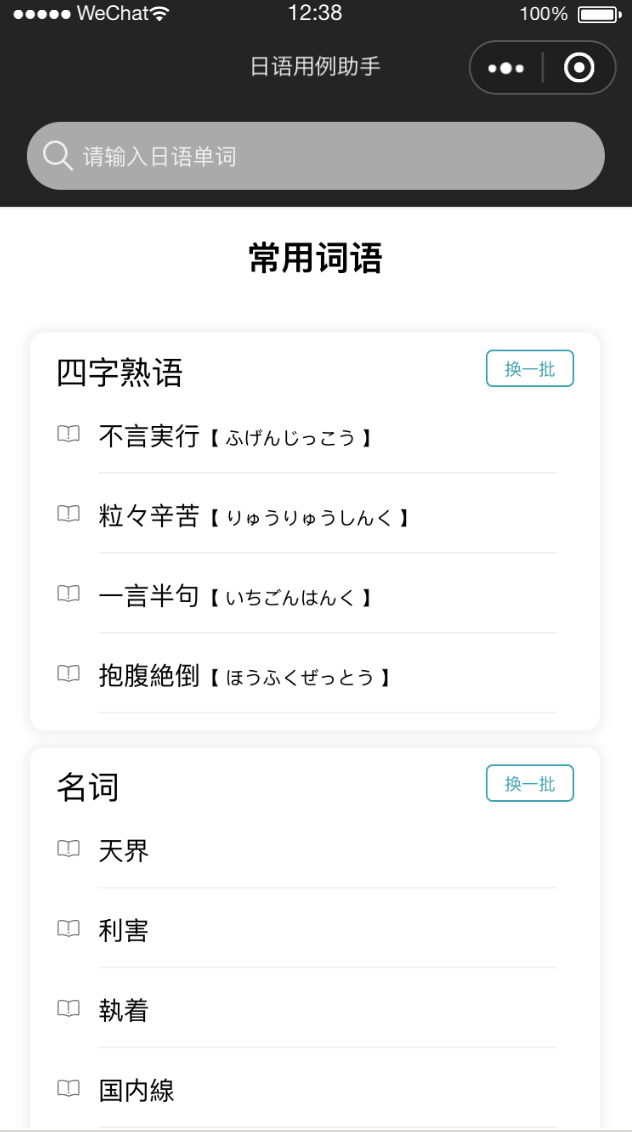 WeChat 12:38 100%
日语用例助手
请输入日语单词
常用词语
四字熟语 换一批
不言実行【 ふげんじっこう 】
粒々辛苦【 りゅうりゅうしんく 】
一言半句【 いちごんはんく 】
抱腹絶倒【 ほうふくぜっとう 】
名词 换一批
天界
利害
執着
国内線